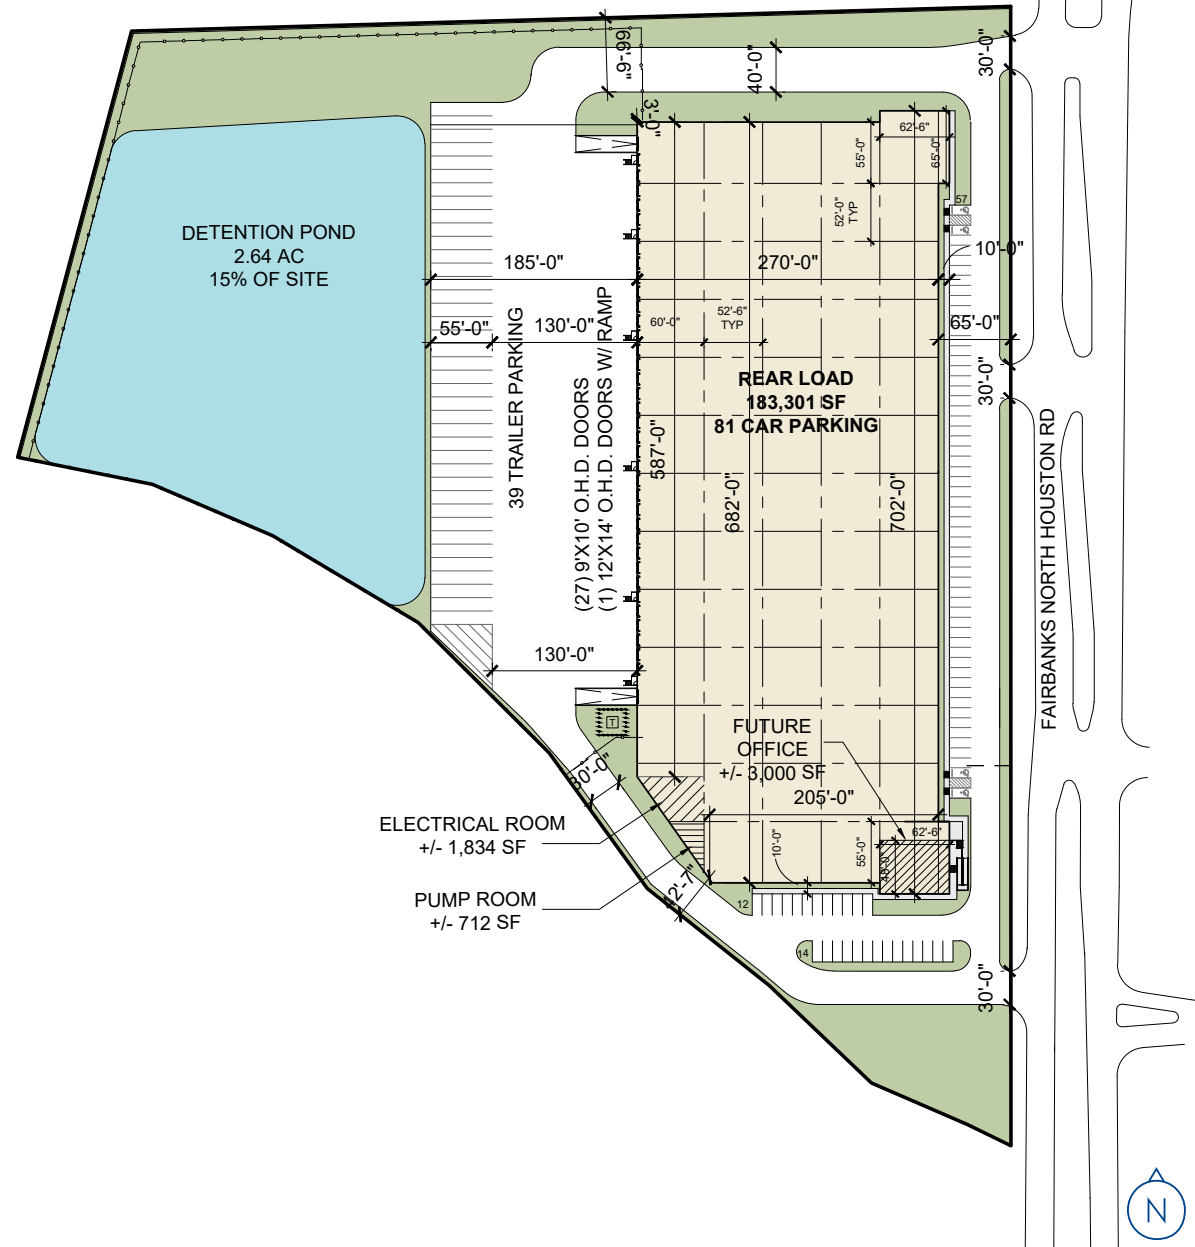 30'-0"
66'-6"
40'-0"
3'-0"
62'-6"
55'-0"
65'-0"
57
52'-0"
TYP
DETENTION POND
2.64 AC
15% OF SITE
185'-0"
270'-0"
10'-0"
55'-0"
130'-0"
60'-0"
52'-6"
TYP
65'-0"
39 TRAILER PARKING
(27) 9'X10' O.H.D. DOORS
(1) 12'X14' O.H.D. DOORS W/ RAMP
REAR LOAD
183,301 SF
81 CAR PARKING
30'-0"
587'-0"
682'-0"
702'-0"
FAIRBANKS NORTH HOUSTON RD
130'-0"
T
FUTURE
OFFICE
+/- 3,000 SF
30'-0"
205'-0"
ELECTRICAL ROOM
+/- 1,834 SF
62'-6"
10'-0"
55'-0"
48'-0"
PUMP ROOM
+/- 712 SF
12
14
30'-0"
N